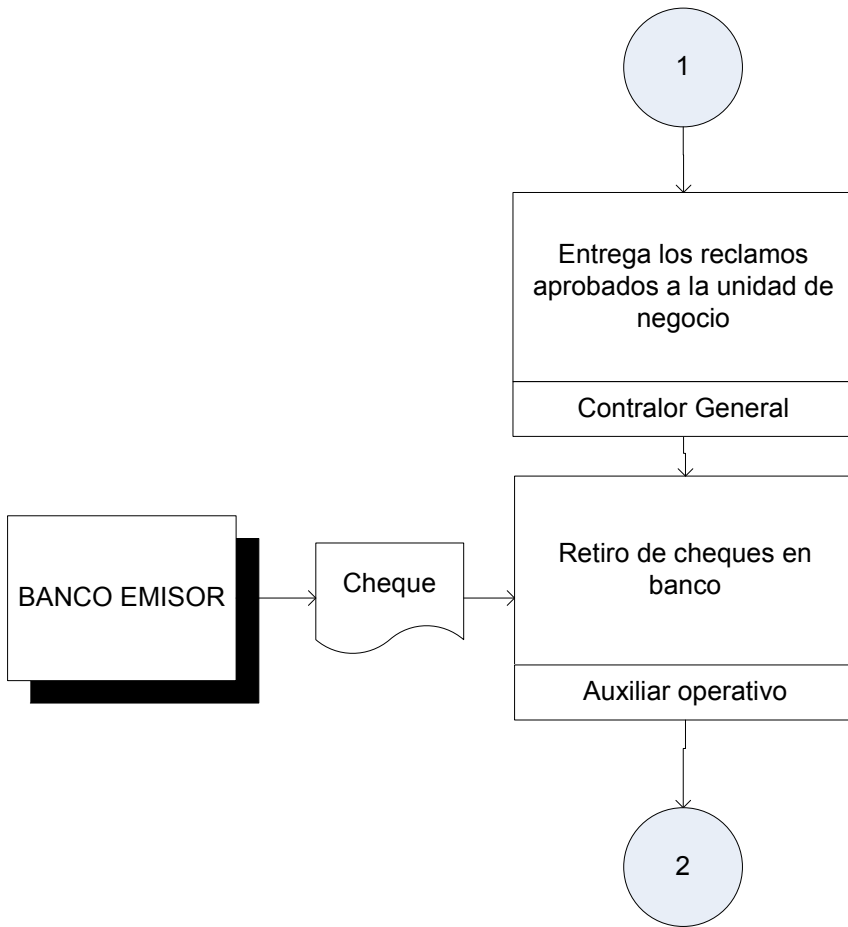 1
Entrega los reclamos
aprobados a la unidad de
negocio
Contralor General
BANCO EMISOR
Cheque
Retiro de cheques en
banco
Auxiliar operativo
2